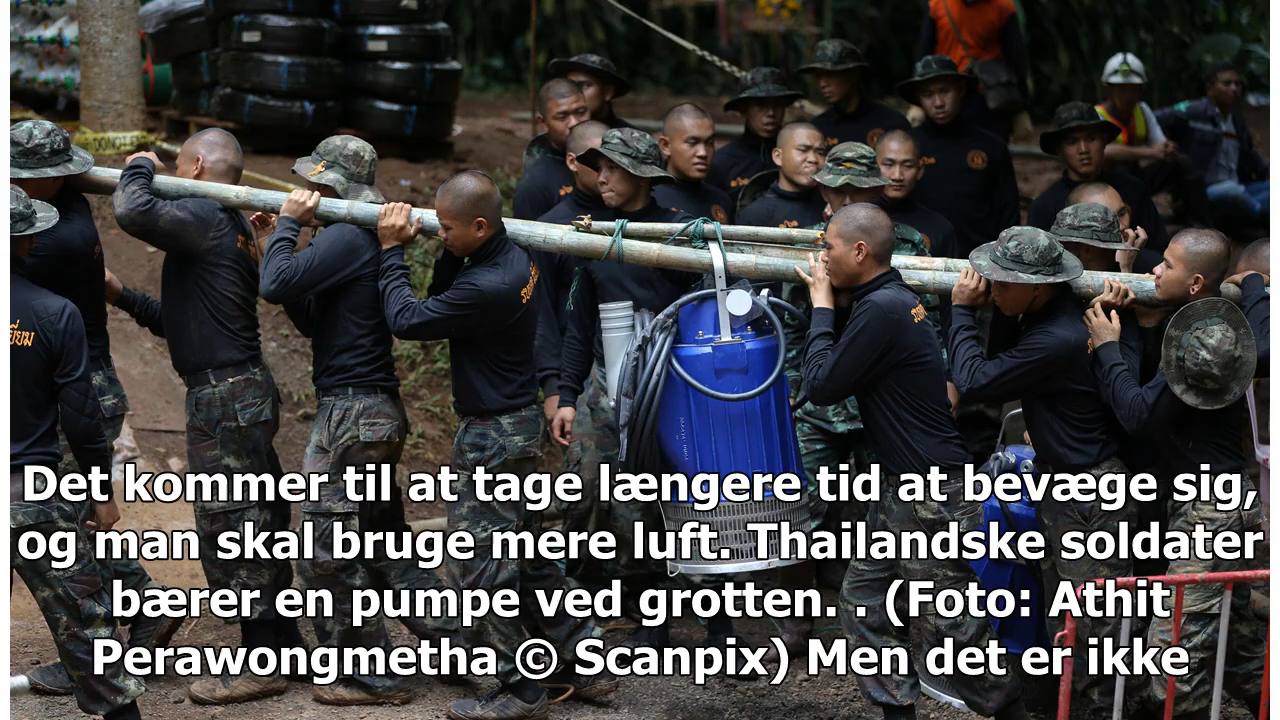 DONOT
Det kommer til at tage længere tid at bevæge sig,
og man skal bruge mere luft. Thailandske soldater
bærer en pumpe ved grotten. . (Foto: Athit
Perawongmetha © Scanpix) Men det er ikke